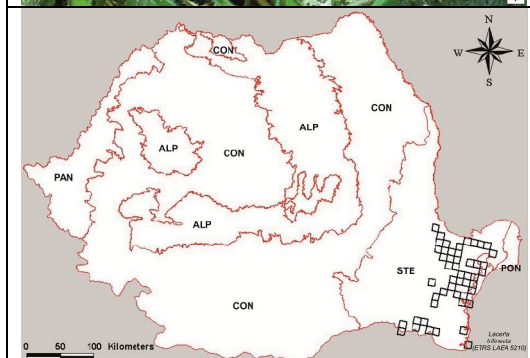 N
W E
S
CON
CON
ALP
ALP
CON
PAN
ALP
STE
PON
CON
Lacerta
trilineata
(ETRS LAEA 5210)
0 50 100 Kilometers